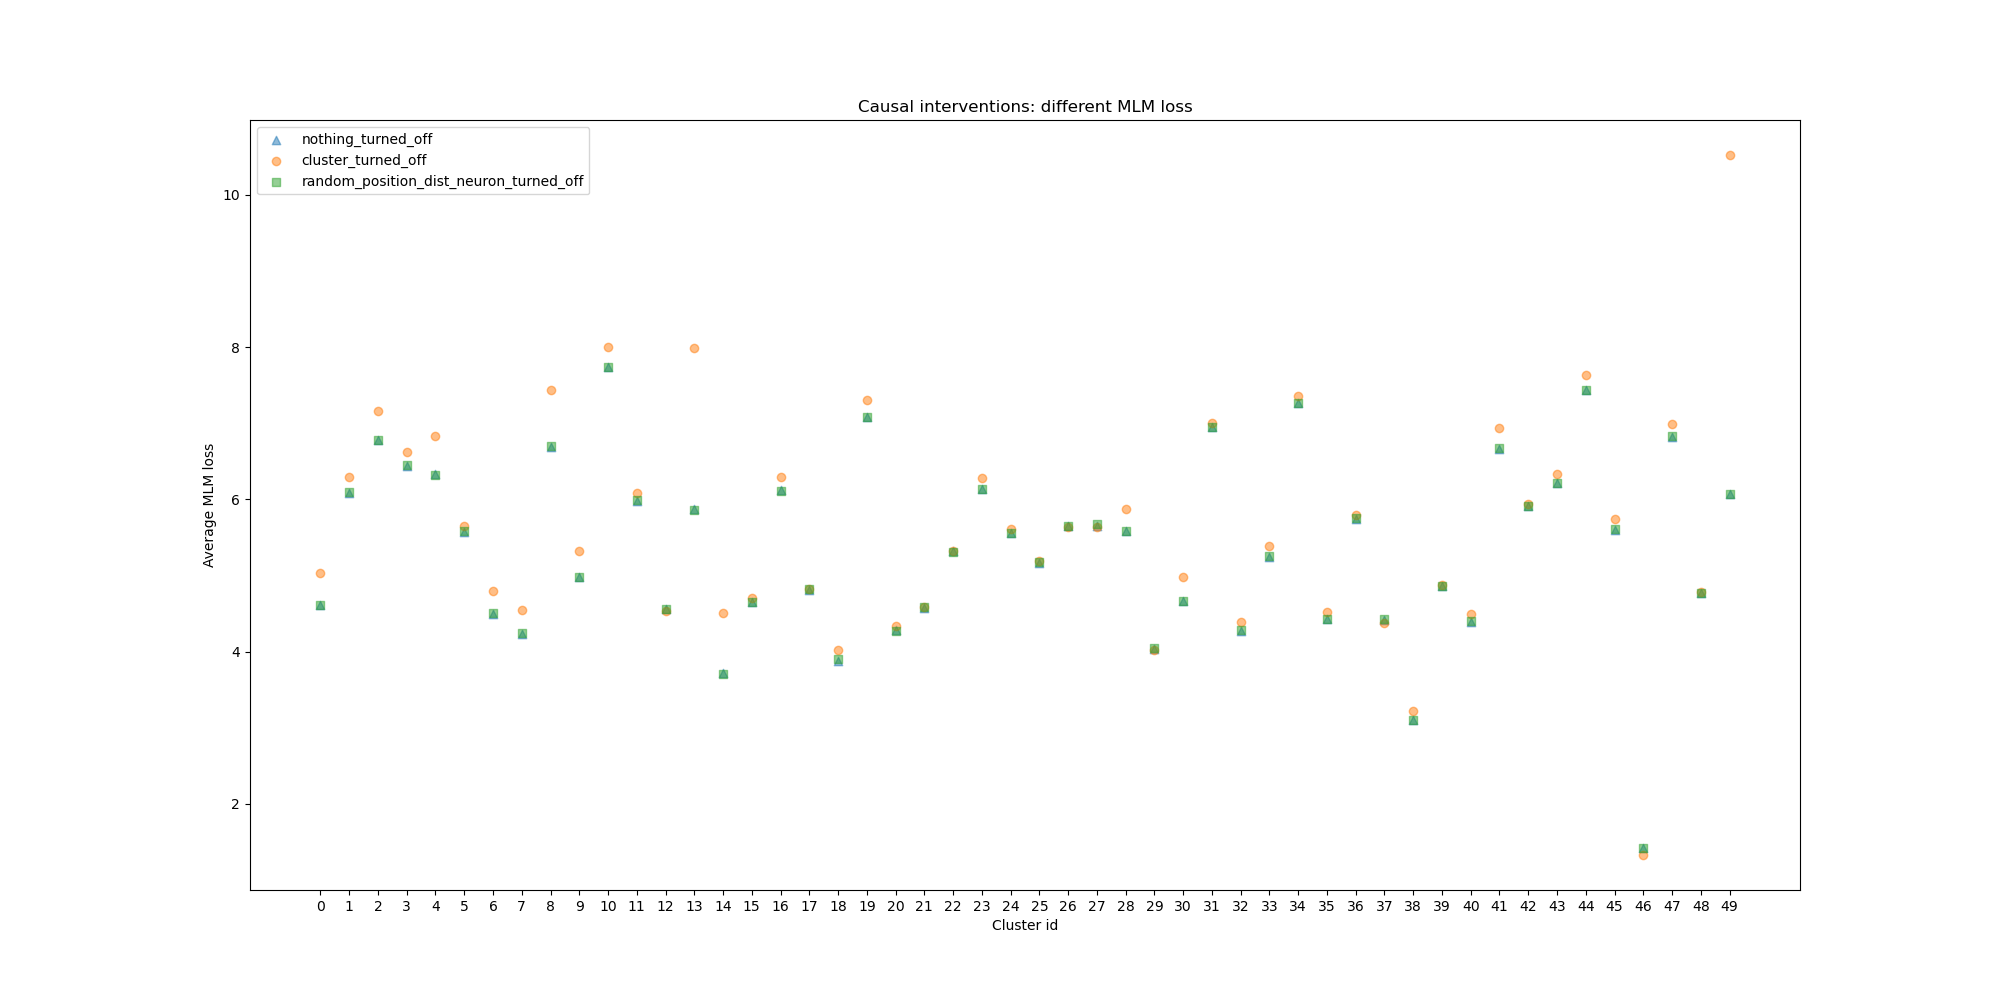 Causal interventions: different MLM loss
nothing_turned_off
cluster_turned_off
random_position_dist_neuron_turned_off
10
8
6
4
2
Average MLM loss
0 1 2 3 4 5 6 7 8 9 10 11 12 13 14 15 16 17 18 19 20 21 22 23 24 25 26 27 28 29 30 31 32 33 34 35 36 37 38 39 40 41 42 43 44 45 46 47 48 49
Cluster id